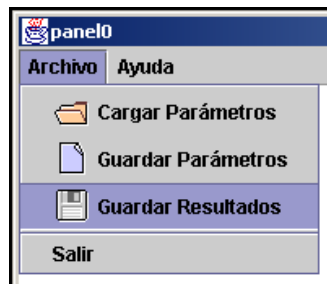 panel0
Archivo Ayuda
Cargar Parámetros
Guardar Parámetros
Guardar Resultados
Salir